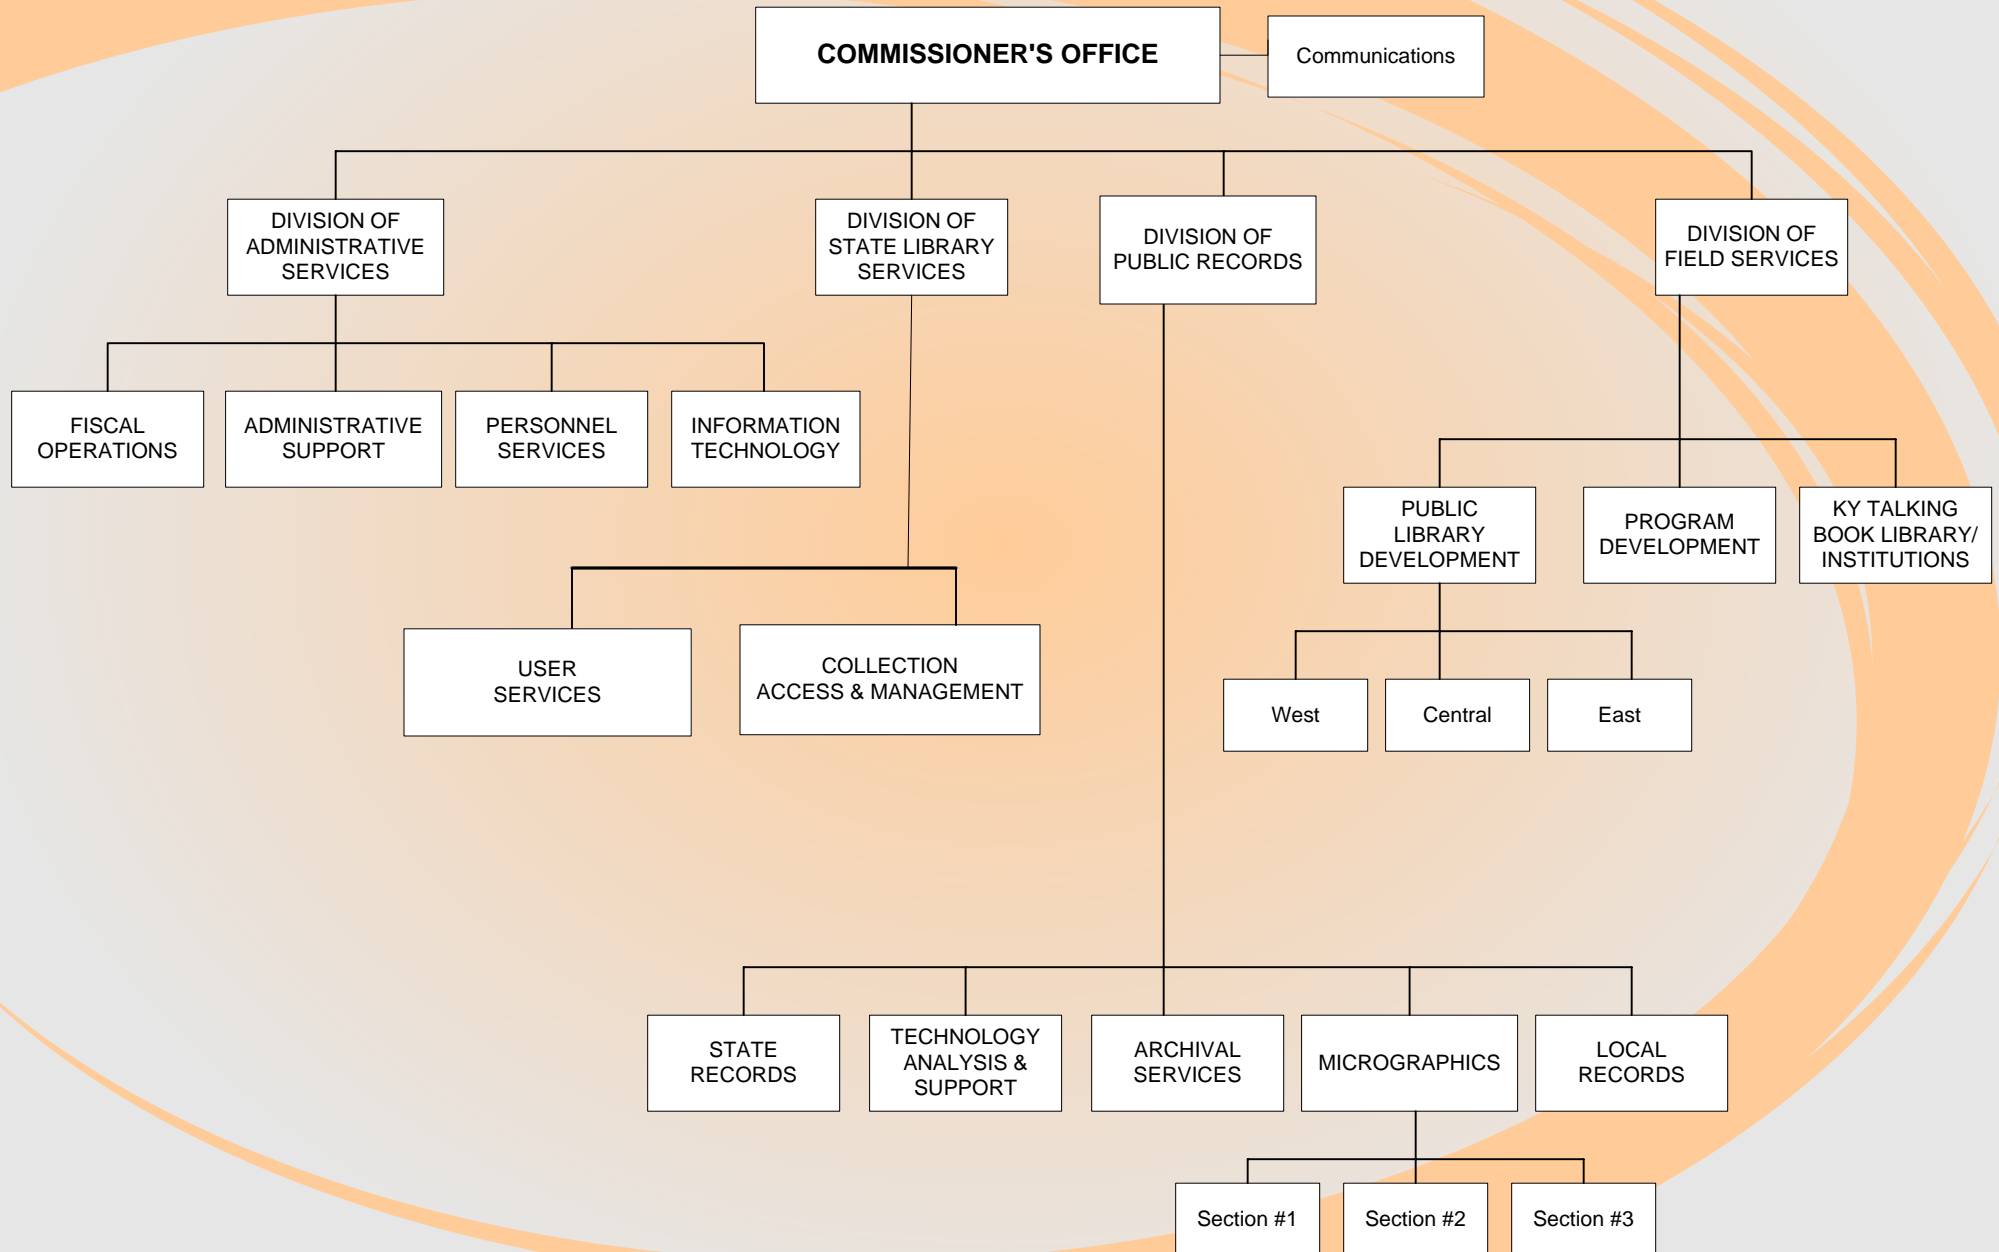 COMMISSIONER'S OFFICE
Communications
DIVISION OF
ADMINISTRATIVE
SERVICES
DIVISION OF
STATE LIBRARY
SERVICES
DIVISION OF
PUBLIC RECORDS
DIVISION OF
FIELD SERVICES
FISCAL
OPERATIONS
ADMINISTRATIVE
SUPPORT
PERSONNEL
SERVICES
INFORMATION
TECHNOLOGY
PUBLIC
LIBRARY
DEVELOPMENT
PROGRAM
DEVELOPMENT
KY TALKING
BOOK LIBRARY/
INSTITUTIONS
USER
SERVICES
COLLECTION
ACCESS & MANAGEMENT
West
Central
East
STATE
RECORDS
TECHNOLOGY
ANALYSIS &
SUPPORT
ARCHIVAL
SERVICES
MICROGRAPHICS
LOCAL
RECORDS
Section #1
Section #2
Section #3